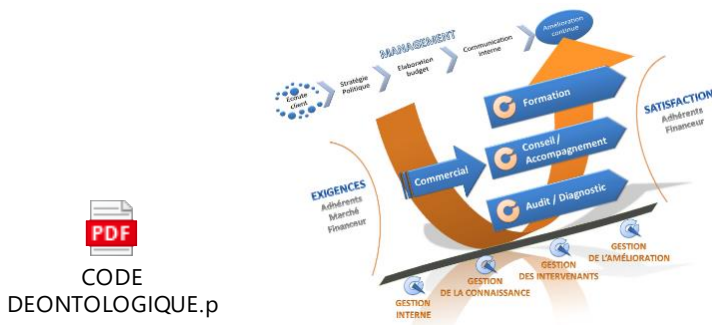 MANAGEMENT
Ecoute
client
Stratégie
Politique
Elaboration
budget
Communication
interne
Amélioration
continue
EXIGENCES
Adhérents
Marché
Financeur
Commercial
Formation
Conseil /
Accompagnement
Audit / Diagnostic
SATISFACTION
Adhérents
Financeur
GESTION
INTERNE
GESTION
DE LA CONNAISSANCE
GESTION
DES INTERVENANTS
GESTION
DE L'AMÉLIORATION
PDF
CODE
DEONTOLOGIQUE.p